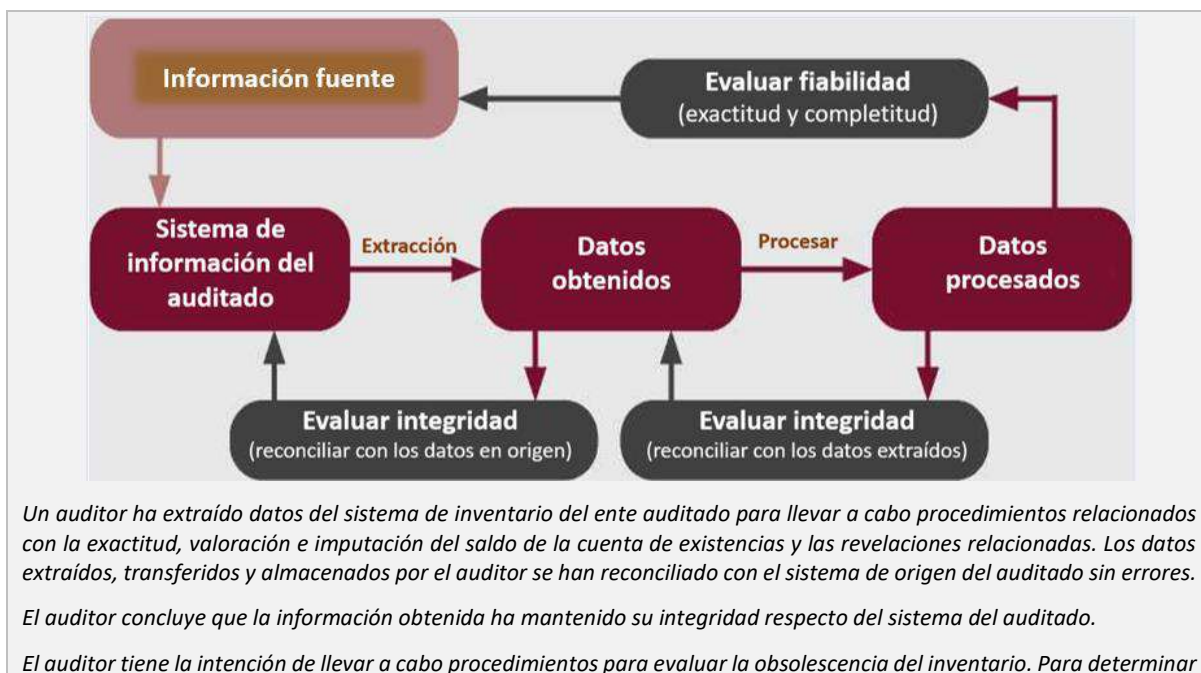 Información fuente
Evaluar fiabilidad
(exactitud y completitud)
Sistema de
información del
auditado
Extracción
Datos
obtenidos
Procesar
Datos
procesados
Evaluar integridad
(reconciliar con los datos en origen)
Evaluar integridad
(reconciliar con los datos extraídos)
Un auditor ha extraído datos del sistema de inventario del ente auditado para llevar a cabo procedimientos relacionados
con la exactitud, valoración e imputación del saldo de la cuenta de existencias y las revelaciones relacionadas. Los datos
extraídos, transferidos y almacenados por el auditor se han reconciliado con el sistema de origen del auditado sin errores.
El auditor concluye que la información obtenida ha mantenido su integridad respecto del sistema del auditado.
El auditor tiene la intención de llevar a cabo procedimientos para evaluar la obsolescencia del inventario. Para determinar